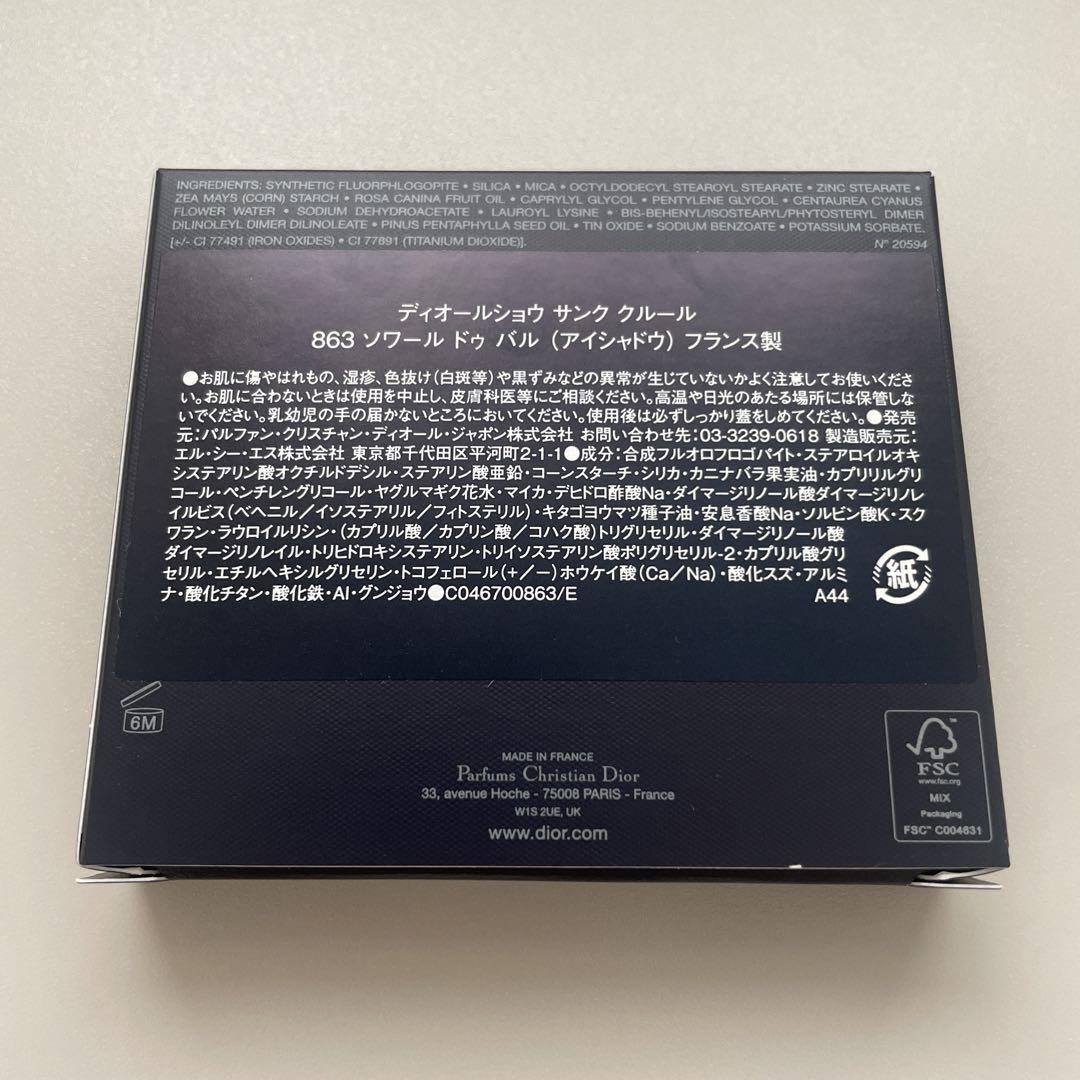 INGREDIENTS: SYNTHETIC FLUORPHLOGOPITE • SILICA • MICA • OCTYLDODECYL STEAROYL STEARATE • ZINC STEARATE •
ZEA MAYS (CORN) STARCH • ROSA CANINA FRUIT OIL • CAPRYLYL GLYCOL • PENTYLENE GLYCOL • CENTAUREA CYANUS
FLOWER WATER • SODIUM DEHYDROACETATE • LAUROYL LYSINE • BIS-BEHENYL/ISOSTEARYL/PHYTOSTERYL DIMER
DILINOLEYL DIMER DILINOLEATE • PINUS PENTAPHYLLA SEED OIL • TIN OXIDE • SODIUM BENZOATE • POTASSIUM SORBATE.
[+/- CI 77491 (IRON OXIDES) • CI 77891 (TITANIUM DIOXIDE)]. N° 20594
ディオールショウ サンク クルール
863 ソワール ドゥ バル（アイシャドウ）フランス製
●お肌に傷やはれもの、湿疹、色抜け(白斑等)や黒ずみなどの異常が生じていないかよく注意してお使いくださ
い。お肌に合わないときは使用を中止し、皮膚科医等にご相談ください。高温や日光のあたる場所には保管しな
いでください。乳幼児の手の届かないところにおいてください。使用後は必ずしっかり蓋をしめてください。●発売
元：パルファン・クリスチャン・ディオール・ジャポン株式会社 お問い合わせ先：03-3239-0618 製造販売元：
エル・シー・エス株式会社 東京都千代田区平河町2-1-1●成分：合成フルオロフロゴパイト・ステアロイルオキ
システアリン酸オクチルドデシル・ステアリン酸亜鉛・コーンスターチ・シリカ・カニナバラ果実油・カプリリルグリ
コール・ペンチレングリコール・ヤグルマギク花水・マイカ・デヒドロ酢酸Na・ダイマージリノール酸ダイマージリノレ
イルビス（ベヘニル／イソステアリル／フィトステリル）・キタゴヨウマツ種子油・安息香酸Na・ソルビン酸K・スク
ワラン・ラウロイルリシン・（カプリル酸／カプリン酸／コハク酸）トリグリセリル・ダイマージリノール酸
ダイマージリノレイル・トリヒドロキシステアリン・トリイソステアリン酸ポリグリセリル-2・カプリル酸グリ
セリル・エチルヘキシルグリセリン・トコフェロール（＋／－）ホウケイ酸（Ca／Na）・酸化スズ・アルミ
ナ・酸化チタン・酸化鉄・Al・グンジョウ●C046700863/E A44
紙
6M
MADE IN FRANCE
Parfums Christian Dior
33, avenue Hoche - 75008 PARIS - France
W1S 2UE, UK
www.dior.com
FSC
www.fsc.org
MIX
Packaging
FSC™ C004631